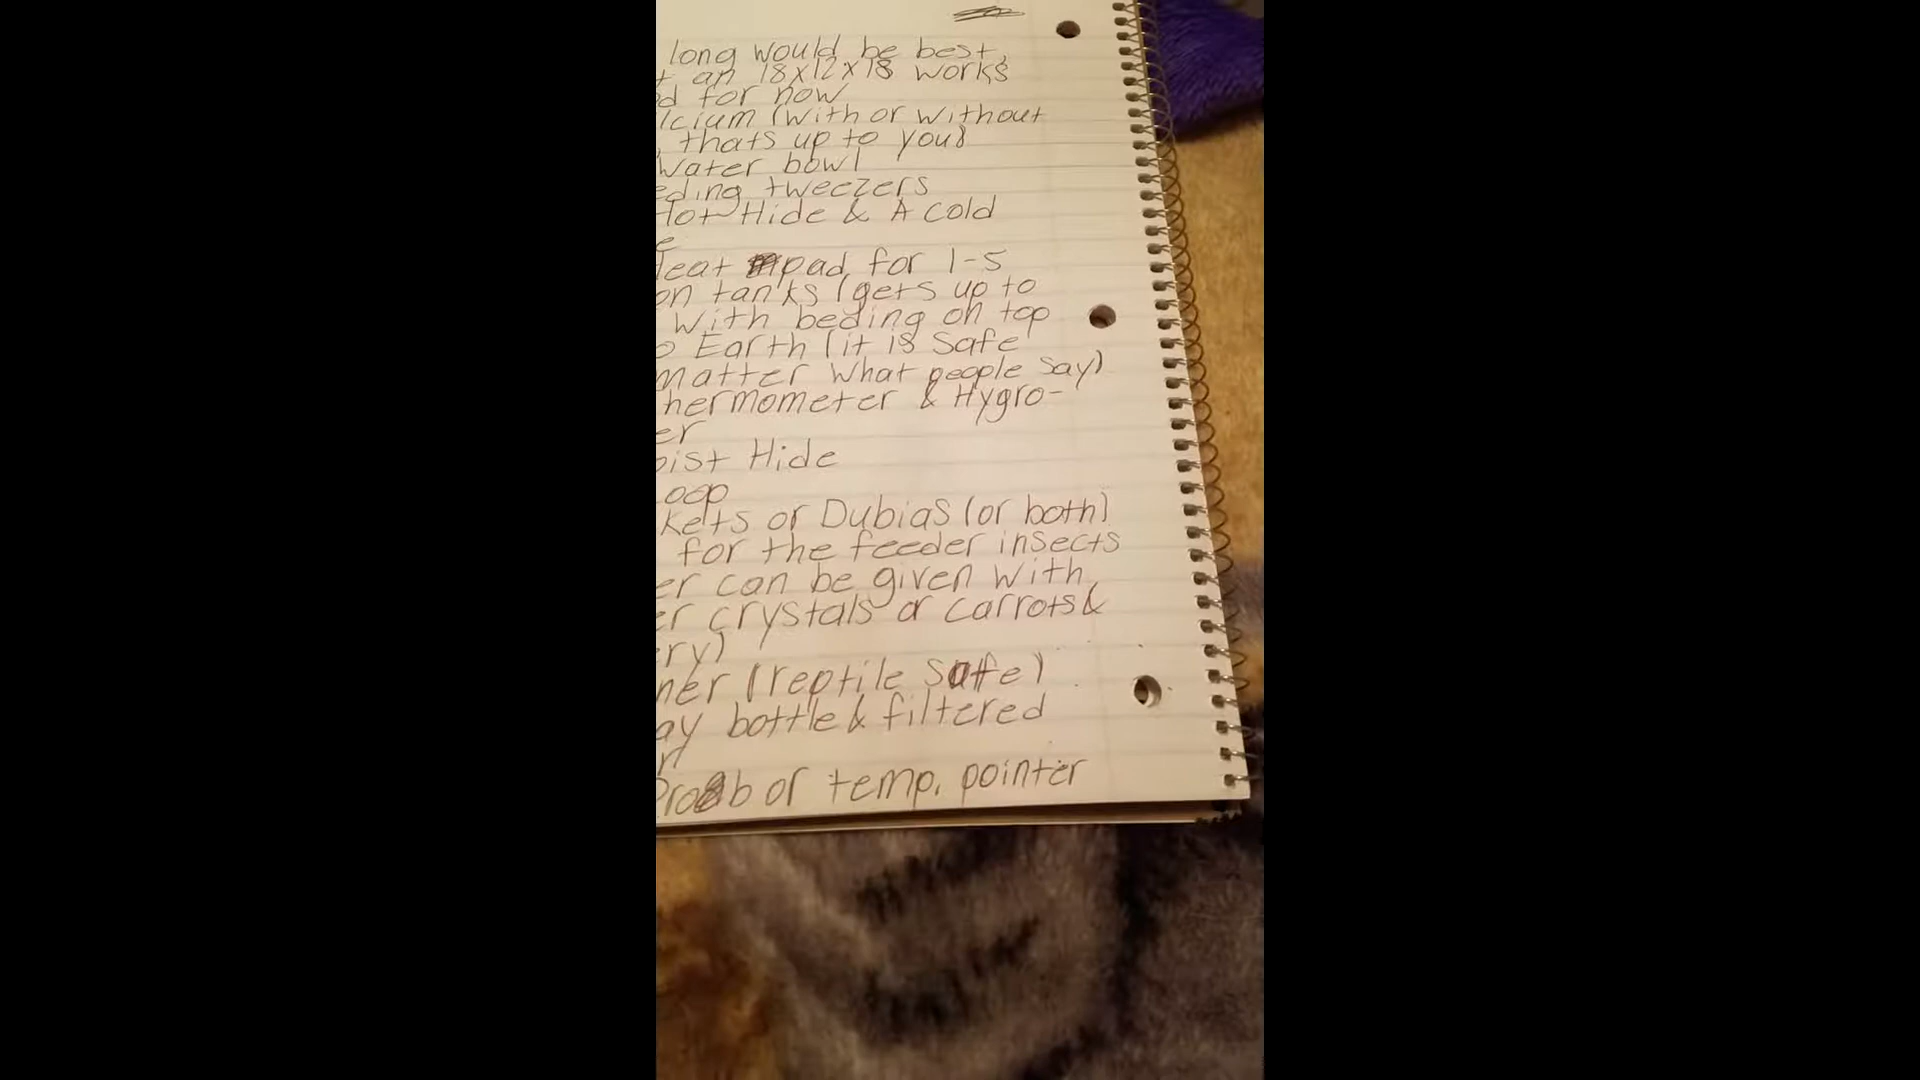 long would be best,
t an 18x12x18 works
d for now
lcium (with or without
, thats up to you)
Water bowl
eding tweezers
Hot Hide & A cold
e
Heat pad for 1-5
on tanks (gets up to
with beding on top
o Earth (it is safe
matter what people say)
hermometer & Hygro-
er
oist Hide
oop
kets or Dubias (or both)
for the feeder insects
er can be given with
er crystals or carrots &
ery)
ner (reptile safe)
ay bottle & filtered
r
Prob or temp. pointer